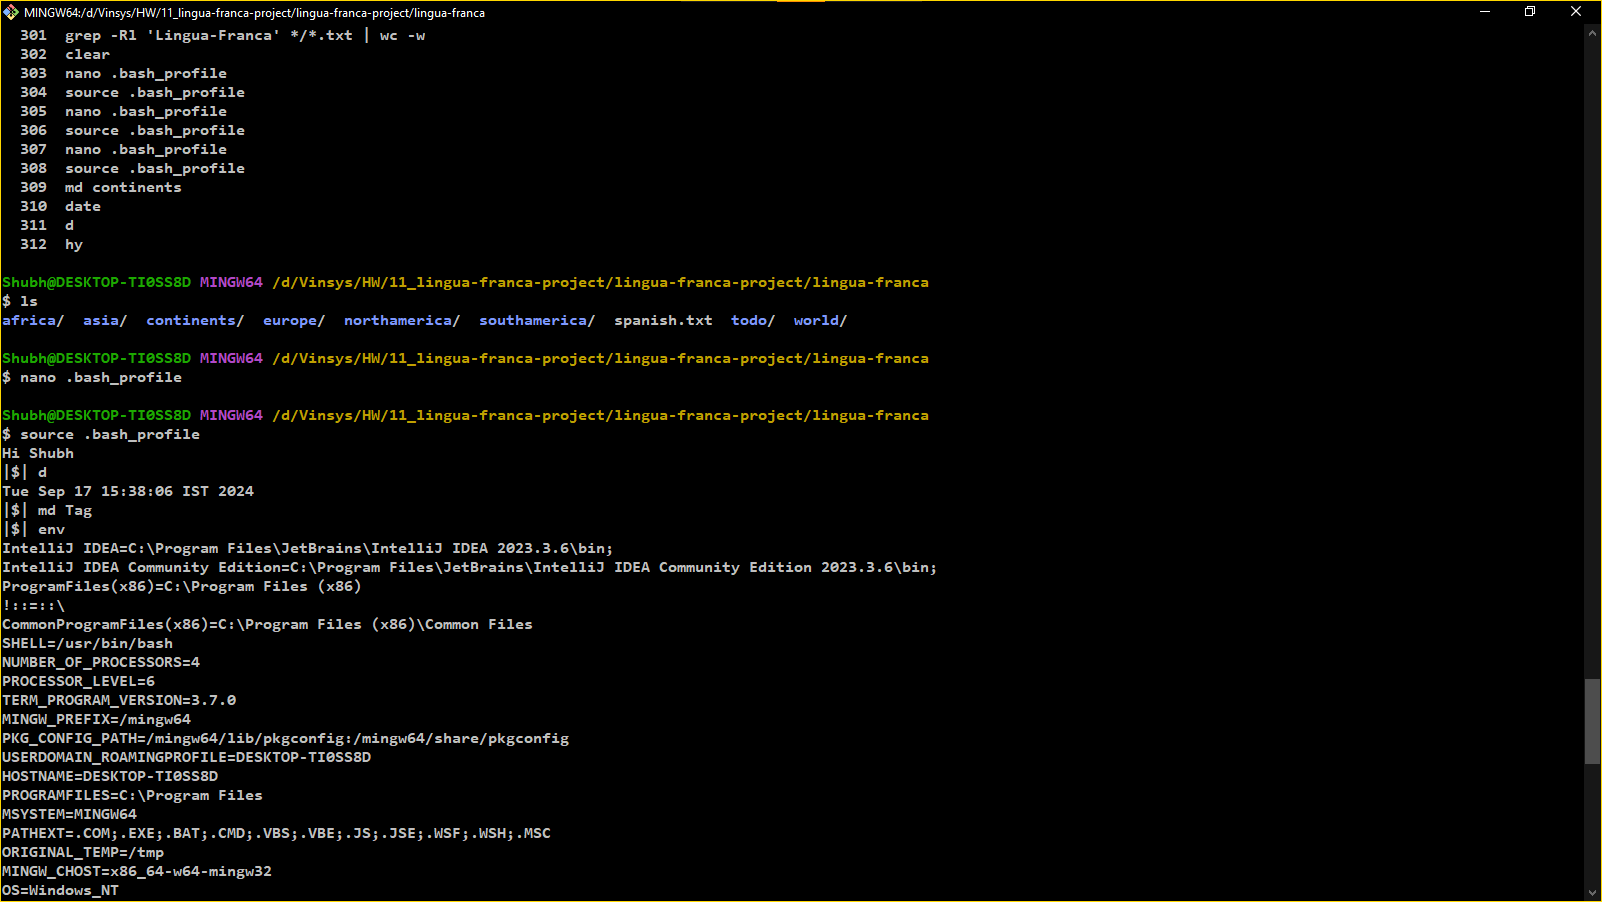 MINGW64:/d/Vinsys/HW/11_lingua-franca-project/lingua-franca-project/lingua-franca
301 grep -Rl 'Lingua-Franca' */*.txt | wc -w
302 clear
303 nano .bash_profile
304 source .bash_profile
305 nano .bash_profile
306 source .bash_profile
307 nano .bash_profile
308 source .bash_profile
309 md continents
310 date
311 d
312 hy
Shubh@DESKTOP-TI0SS8D MINGW64 /d/Vinsys/HW/11_lingua-franca-project/lingua-franca-project/lingua-franca
$ ls
africa/ asia/ continents/ europe/ northamerica/ southamerica/ spanish.txt todo/ world/
Shubh@DESKTOP-TI0SS8D MINGW64 /d/Vinsys/HW/11_lingua-franca-project/lingua-franca-project/lingua-franca
$ nano .bash_profile
Shubh@DESKTOP-TI0SS8D MINGW64 /d/Vinsys/HW/11_lingua-franca-project/lingua-franca-project/lingua-franca
$ source .bash_profile
Hi Shubh
|$| d
Tue Sep 17 15:38:06 IST 2024
|$| md Tag
|$| env
IntelliJ IDEA=C:\Program Files\JetBrains\IntelliJ IDEA 2023.3.6\bin;
IntelliJ IDEA Community Edition=C:\Program Files\JetBrains\IntelliJ IDEA Community Edition 2023.3.6\bin;
ProgramFiles(x86)=C:\Program Files (x86)
!::=::\
CommonProgramFiles(x86)=C:\Program Files (x86)\Common Files
SHELL=/usr/bin/bash
NUMBER_OF_PROCESSORS=4
PROCESSOR_LEVEL=6
TERM_PROGRAM_VERSION=3.7.0
MINGW_PREFIX=/mingw64
PKG_CONFIG_PATH=/mingw64/lib/pkgconfig:/mingw64/share/pkgconfig
USERDOMAIN_ROAMINGPROFILE=DESKTOP-TI0SS8D
HOSTNAME=DESKTOP-TI0SS8D
PROGRAMFILES=C:\Program Files
MSYSTEM=MINGW64
PATHEXT=.COM;.EXE;.BAT;.CMD;.VBS;.VBE;.JS;.JSE;.WSF;.WSH;.MSC
ORIGINAL_TEMP=/tmp
MINGW_CHOST=x86_64-w64-mingw32
OS=Windows_NT